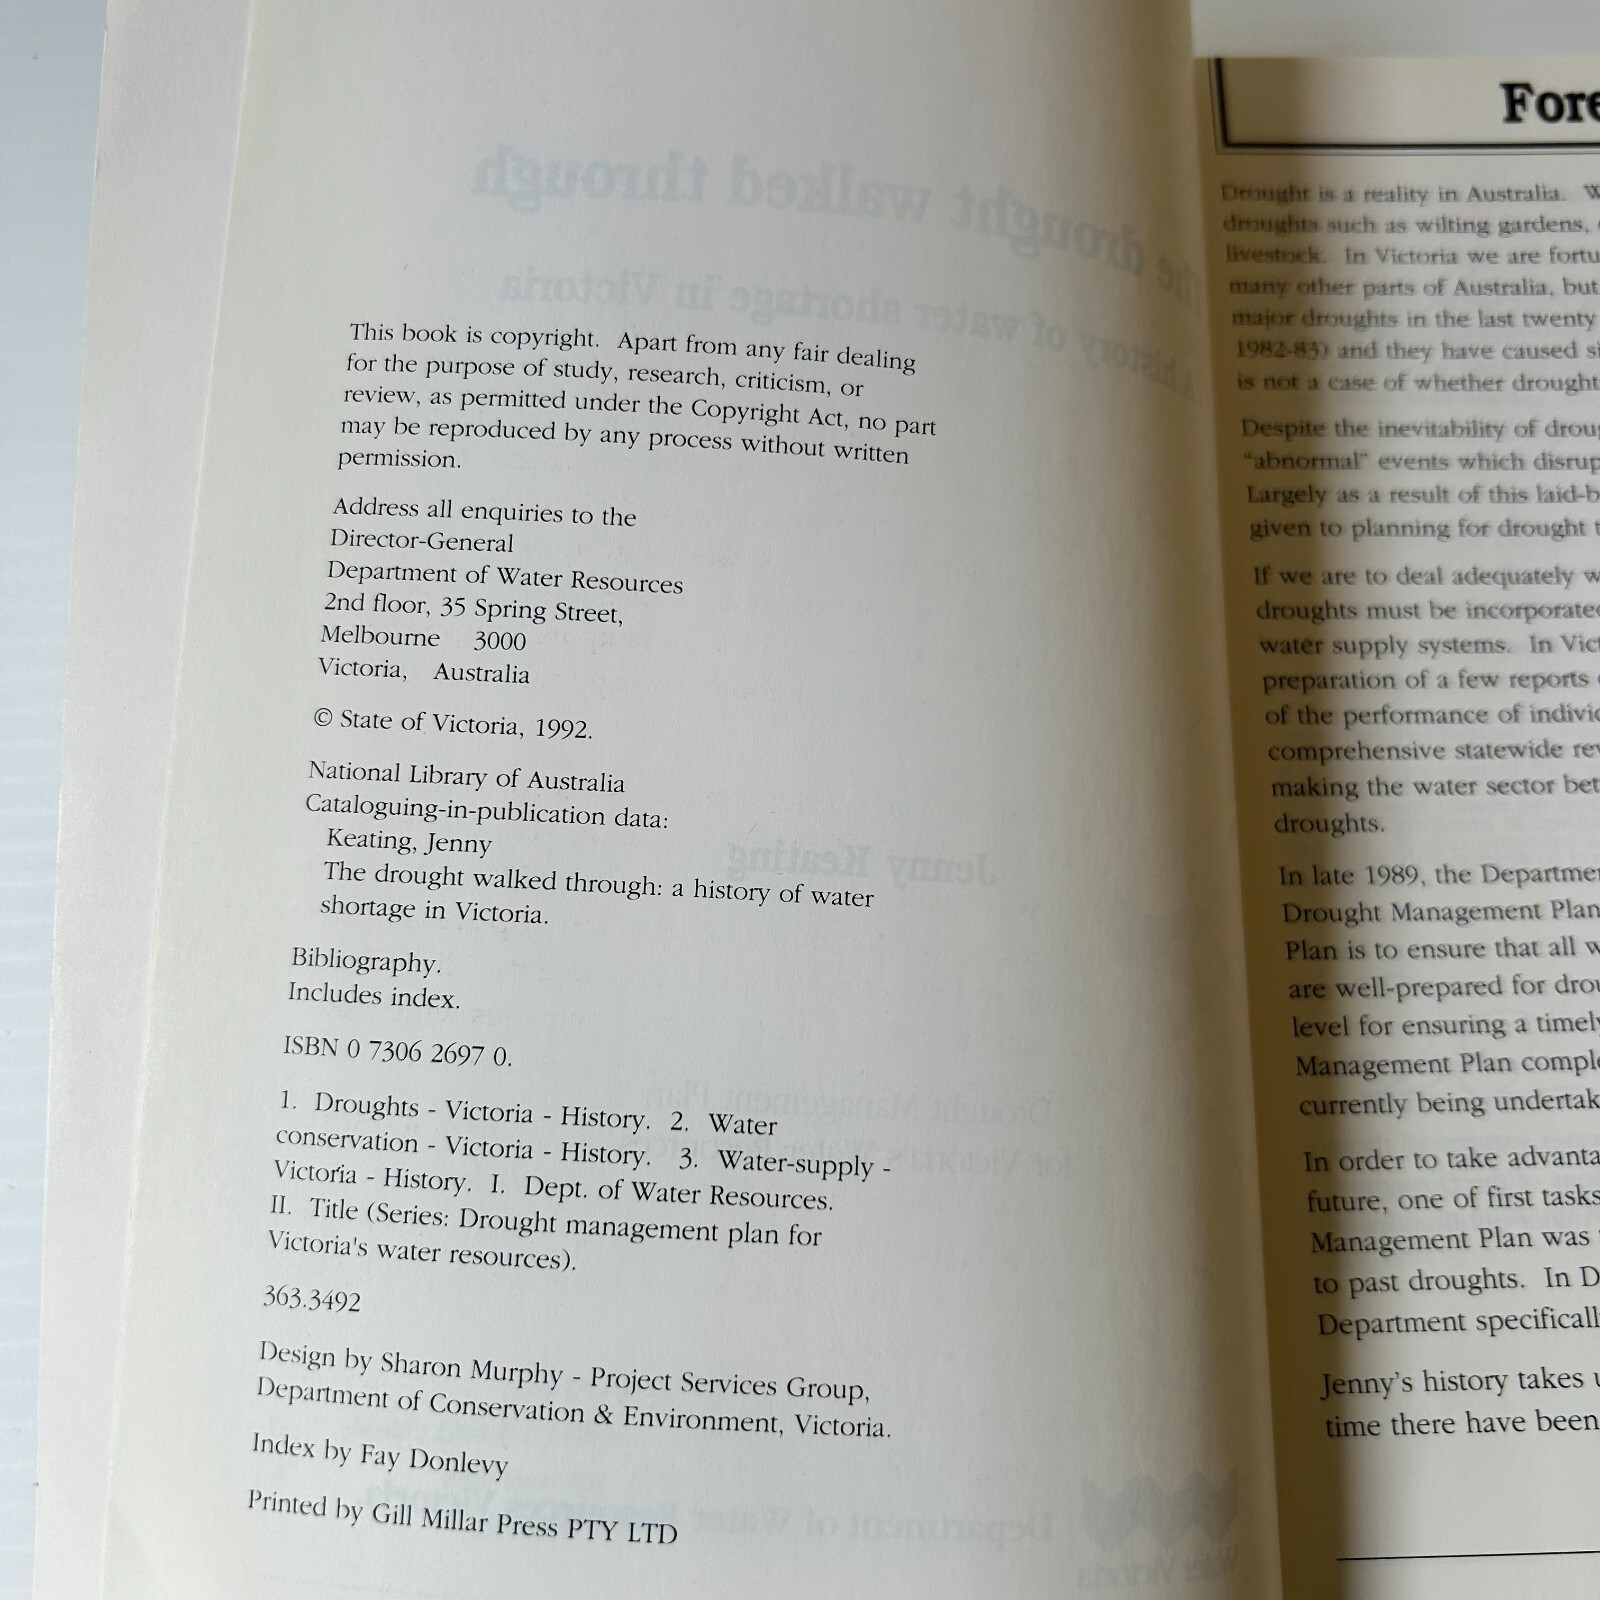 This book is copyright. Apart from any fair dealing
for the purpose of study, research, criticism, or
review, as permitted under the Copyright Act, no part
may be reproduced by any process without written
permission.
Address all enquiries to the
Director-General
Department of Water Resources
2nd floor, 35 Spring Street,
Melbourne 3000
Victoria, Australia
© State of Victoria, 1992.
National Library of Australia
Cataloguing-in-publication data:
Keating, Jenny
The drought walked through: a history of water
shortage in Victoria.
Bibliography.
Includes index.
ISBN 0 7306 2697 0.
1. Droughts - Victoria - History. 2. Water
conservation - Victoria - History. 3. Water-supply -
Victoria - History. I. Dept. of Water Resources.
II. Title (Series: Drought management plan for
Victoria's water resources).
363.3492
Design by Sharon Murphy - Project Services Group,
Department of Conservation & Environment, Victoria.
Index by Fay Donlevy
Printed by Gill Millar Press PTY LTD
Fore
Drought is a reality in Australia. W
droughts such as wilting gardens,
livestock. In Victoria we are fortu
many other parts of Australia, but
major droughts in the last twenty
1982-83) and they have caused si
is not a case of whether drought
Despite the inevitability of droug
"abnormal" events which disrup
Largely as a result of this laid-b
given to planning for drought t
If we are to deal adequately w
droughts must be incorporated
water supply systems. In Vict
preparation of a few reports
of the performance of indivi
comprehensive statewide rev
making the water sector bet
droughts.
In late 1989, the Departmen
Drought Management Plan
Plan is to ensure that all w
are well-prepared for drou
level for ensuring a timely
Management Plan comple
currently being undertak
In order to take advanta
future, one of first tasks
Management Plan was
to past droughts. In D
Department specifically
Jenny's history takes u
time there have been